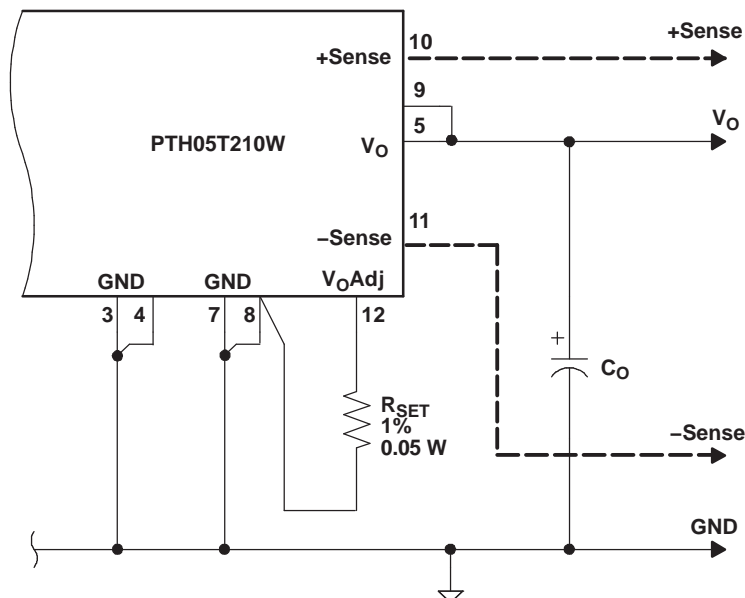 +Sense
10
+Sense
9
5
VO
VO
PTH05T210W
11
–Sense
GND
GND
VOAdj
3
4
7
8
12
+
CO
RSET
1%
0.05 W
–Sense
GND